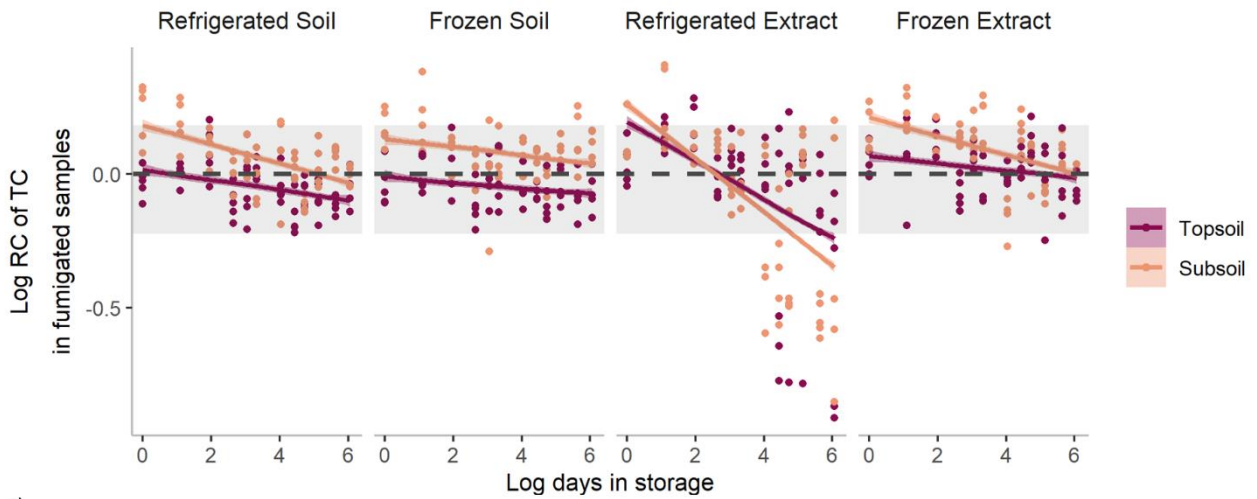 Refrigerated Soil Frozen Soil Refrigerated Extract Frozen Extract
Log RC of TC
in fumigated samples
0.0
-0.5
0 2 4 6 0 2 4 6 0 2 4 6 0 2 4 6
Log days in storage
Topsoil
Subsoil